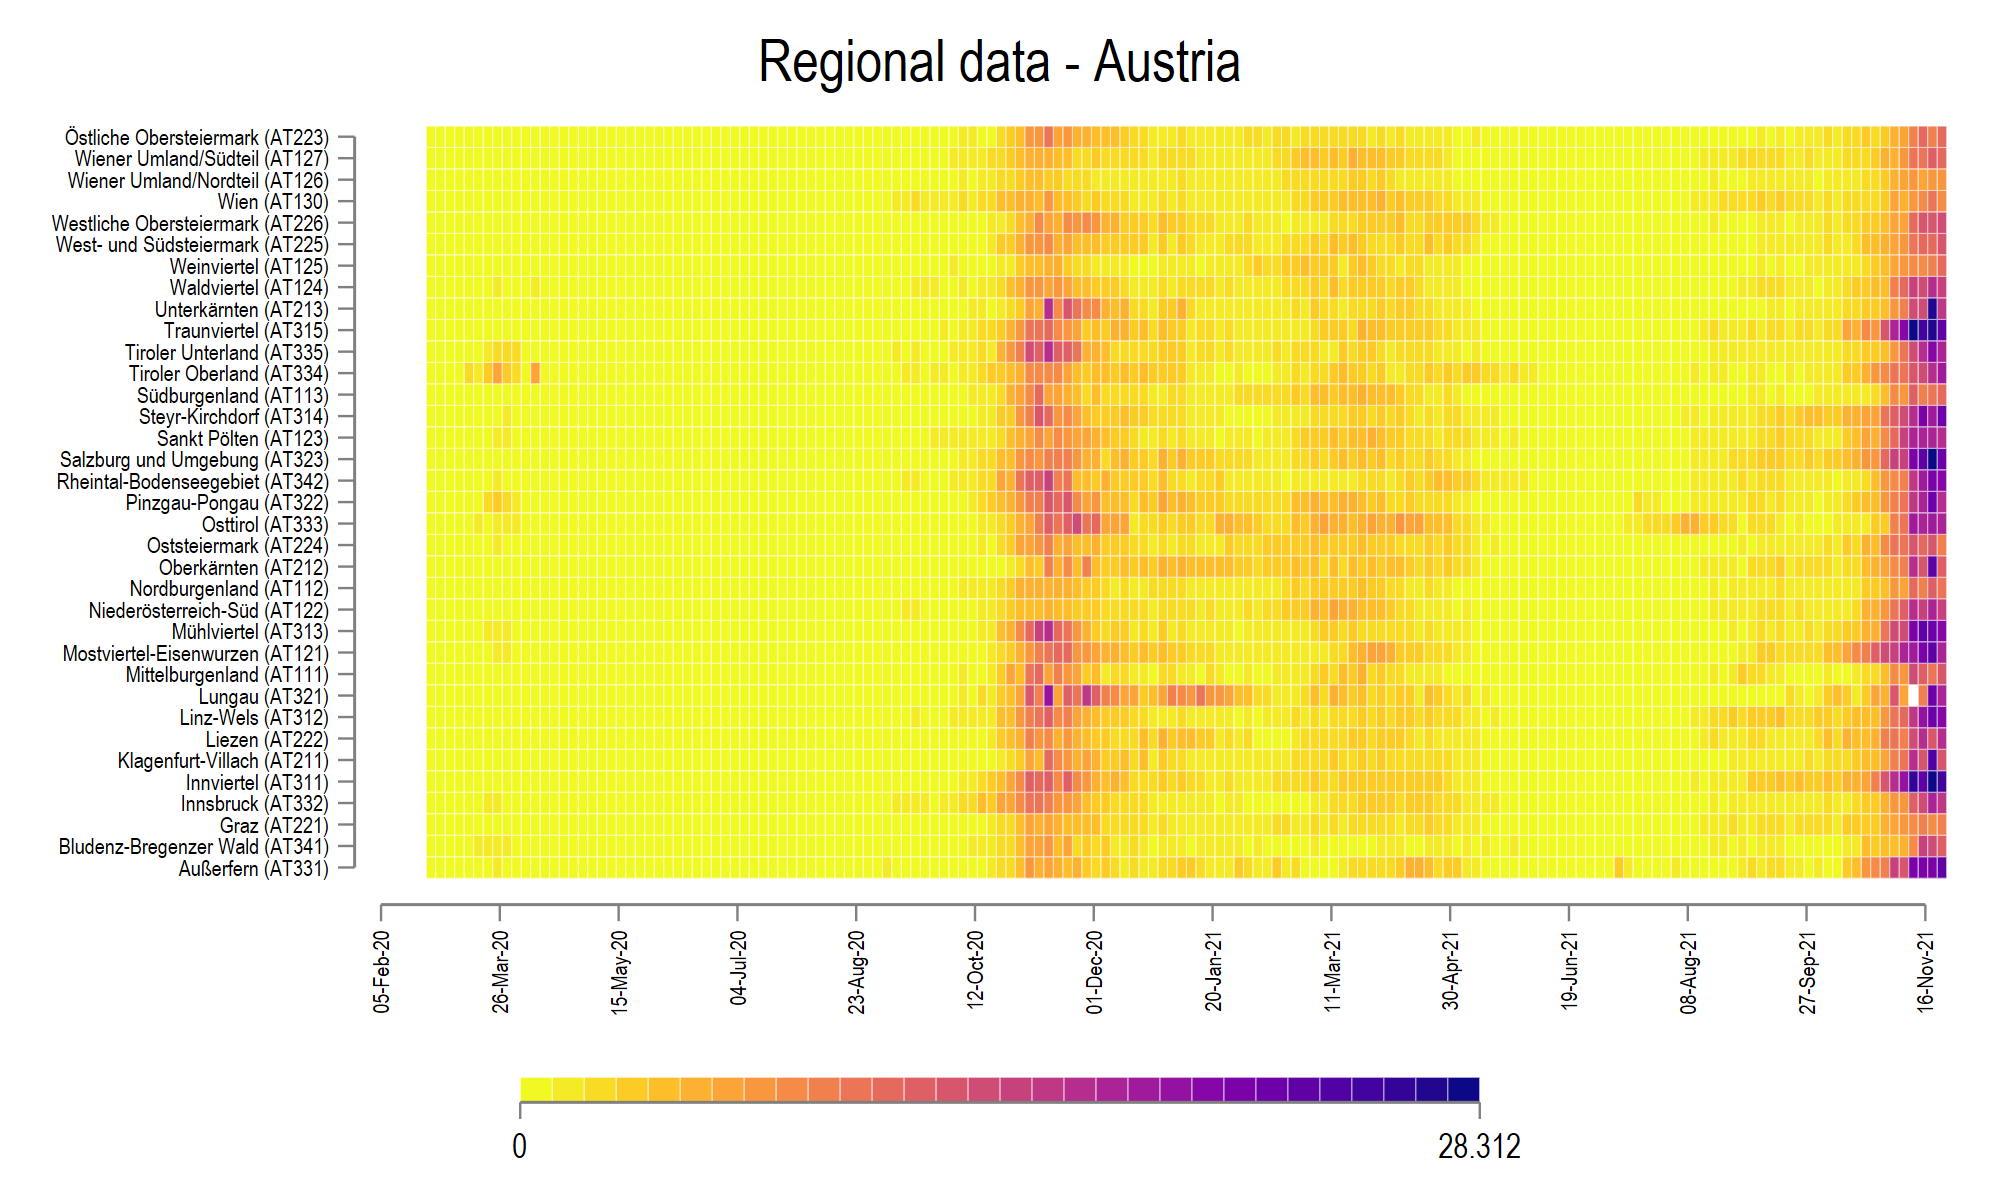 Regional data - Austria
Östliche Obersteiermark (AT223)
Wiener Umland/Südteil (AT127)
Wiener Umland/Nordteil (AT126)
Wien (AT130)
Westliche Obersteiermark (AT226)
West- und Südsteiermark (AT225)
Weinviertel (AT125)
Waldviertel (AT124)
Unterkärnten (AT213)
Traunviertel (AT315)
Tiroler Unterland (AT335)
Tiroler Oberland (AT334)
Südburgenland (AT113)
Steyr-Kirchdorf (AT314)
Sankt Pölten (AT123)
Salzburg und Umgebung (AT323)
Rheintal-Bodenseegebiet (AT342)
Pinzgau-Pongau (AT322)
Osttirol (AT333)
Oststeiermark (AT224)
Oberkärnten (AT212)
Nordburgenland (AT112)
Niederösterreich-Süd (AT122)
Mühlviertel (AT313)
Mostviertel-Eisenwurzen (AT121)
Mittelburgenland (AT111)
Lungau (AT321)
Linz-Wels (AT312)
Liezen (AT222)
Klagenfurt-Villach (AT211)
Innviertel (AT311)
Innsbruck (AT332)
Graz (AT221)
Bludenz-Bregenzer Wald (AT341)
Außerfern (AT331)
05-Feb-20
26-Mar-20
15-May-20
04-Jul-20
23-Aug-20
12-Oct-20
01-Dec-20
20-Jan-21
11-Mar-21
30-Apr-21
19-Jun-21
08-Aug-21
27-Sep-21
16-Nov-21
0
28.312